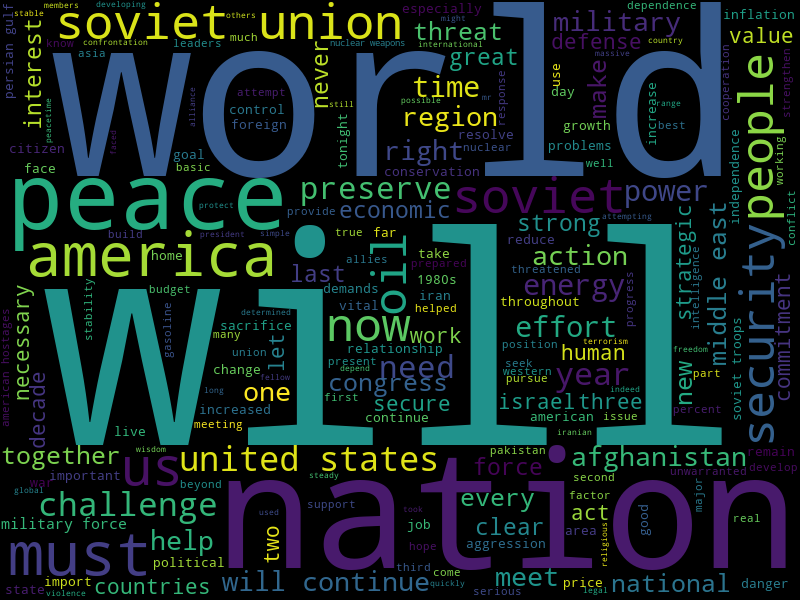 persian gulf
stable
members
developing
others
might
especially
dependence
inflation
soviet union
threat
military
value
know
confrontation
leaders
much
nuclear weapons
international
country
interest
asia
never
great
defense
world
attempt
time
possible
mr
response
use
make
massive
cooperation
strengthen
people
peacetime
alliance
control
still
region
day
increase
range
foreign
tonight
resolve
nuclear
growth
best
citizen
faced
goal
right
problems
independence
working
face
basic
conservation
well
peace
preserve
soviet
power
protect
provide
economic
attempting
conflict
build
president
simple
true
far
strong
strategic
middle east
america
home
allies
take
reduce
action
intelligence
security
commitment
last
oil
prepared
threatened
necessary
stability
budget
demands
1980s
energy
progress
vital
iran
helped
throughout
american hostages
gasoline
determined
sacrifice
now
work
position
effort
terrorism
soviet troops
many
union
let
relationship
seek
human
new
freedom
will
change
fellow
present
depend
need
western
pursue
year
indeed
part
decade
long
one
first
congress
secure
israel
three
percent
increased
continue
american
issue
live
meeting
iranian
together
wisdom
us
united states
pakistan
afghanistan
remain
war
important
beyond
steady
force
second
unwarranted
develop
global
challenge
support
nation
every
factor
major
military force
used
took
job
clear
act
good
real
must
help
two
hope
aggression
area
religious
political
third
come
state
import
countries
will continue
quickly
meet
price
national
danger
violence
serious
legal